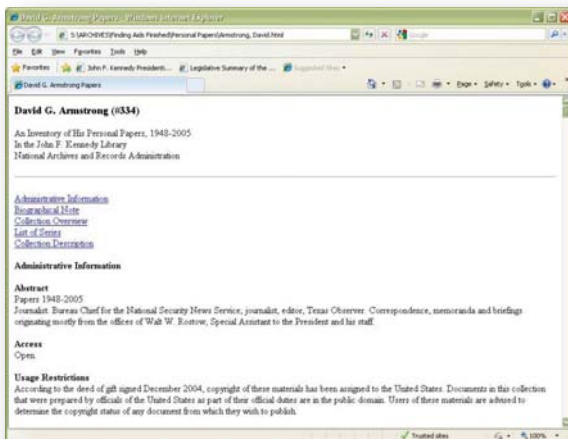 David G. Armstrong Papers - Windows Internet Explorer
S:\ARCHIVES\Finding Aids Finished\Personal Papers\Armstrong, David.html
Google
File Edit View Favorites Tools Help
Favorites John F. Kennedy Presidenti... Legislative Summary of the ... Suggested Sites
David G. Armstrong Papers
Page Safety Tools
David G. Armstrong (#334)
An Inventory of His Personal Papers, 1948-2005
In the John F. Kennedy Library
National Archives and Records Administration
Administrative Information
Biographical Note
Collection Overview
List of Series
Collection Description
Administrative Information
Abstract
Papers 1948-2005
Journalist. Bureau Chief for the National Security News Service, journalist, editor, Texas Observer. Correspondence, memoranda and briefings
originating mostly from the offices of Walt W. Rostow, Special Assistant to the President and his staff.
Access
Open.
Usage Restrictions
According to the deed of gift signed December 2004, copyright of these materials has been assigned to the United States. Documents in this collection
that were prepared by officials of the United States as part of their official duties are in the public domain. Users of these materials are advised to
determine the copyright status of any document from which they wish to publish.
Trusted sites
100%